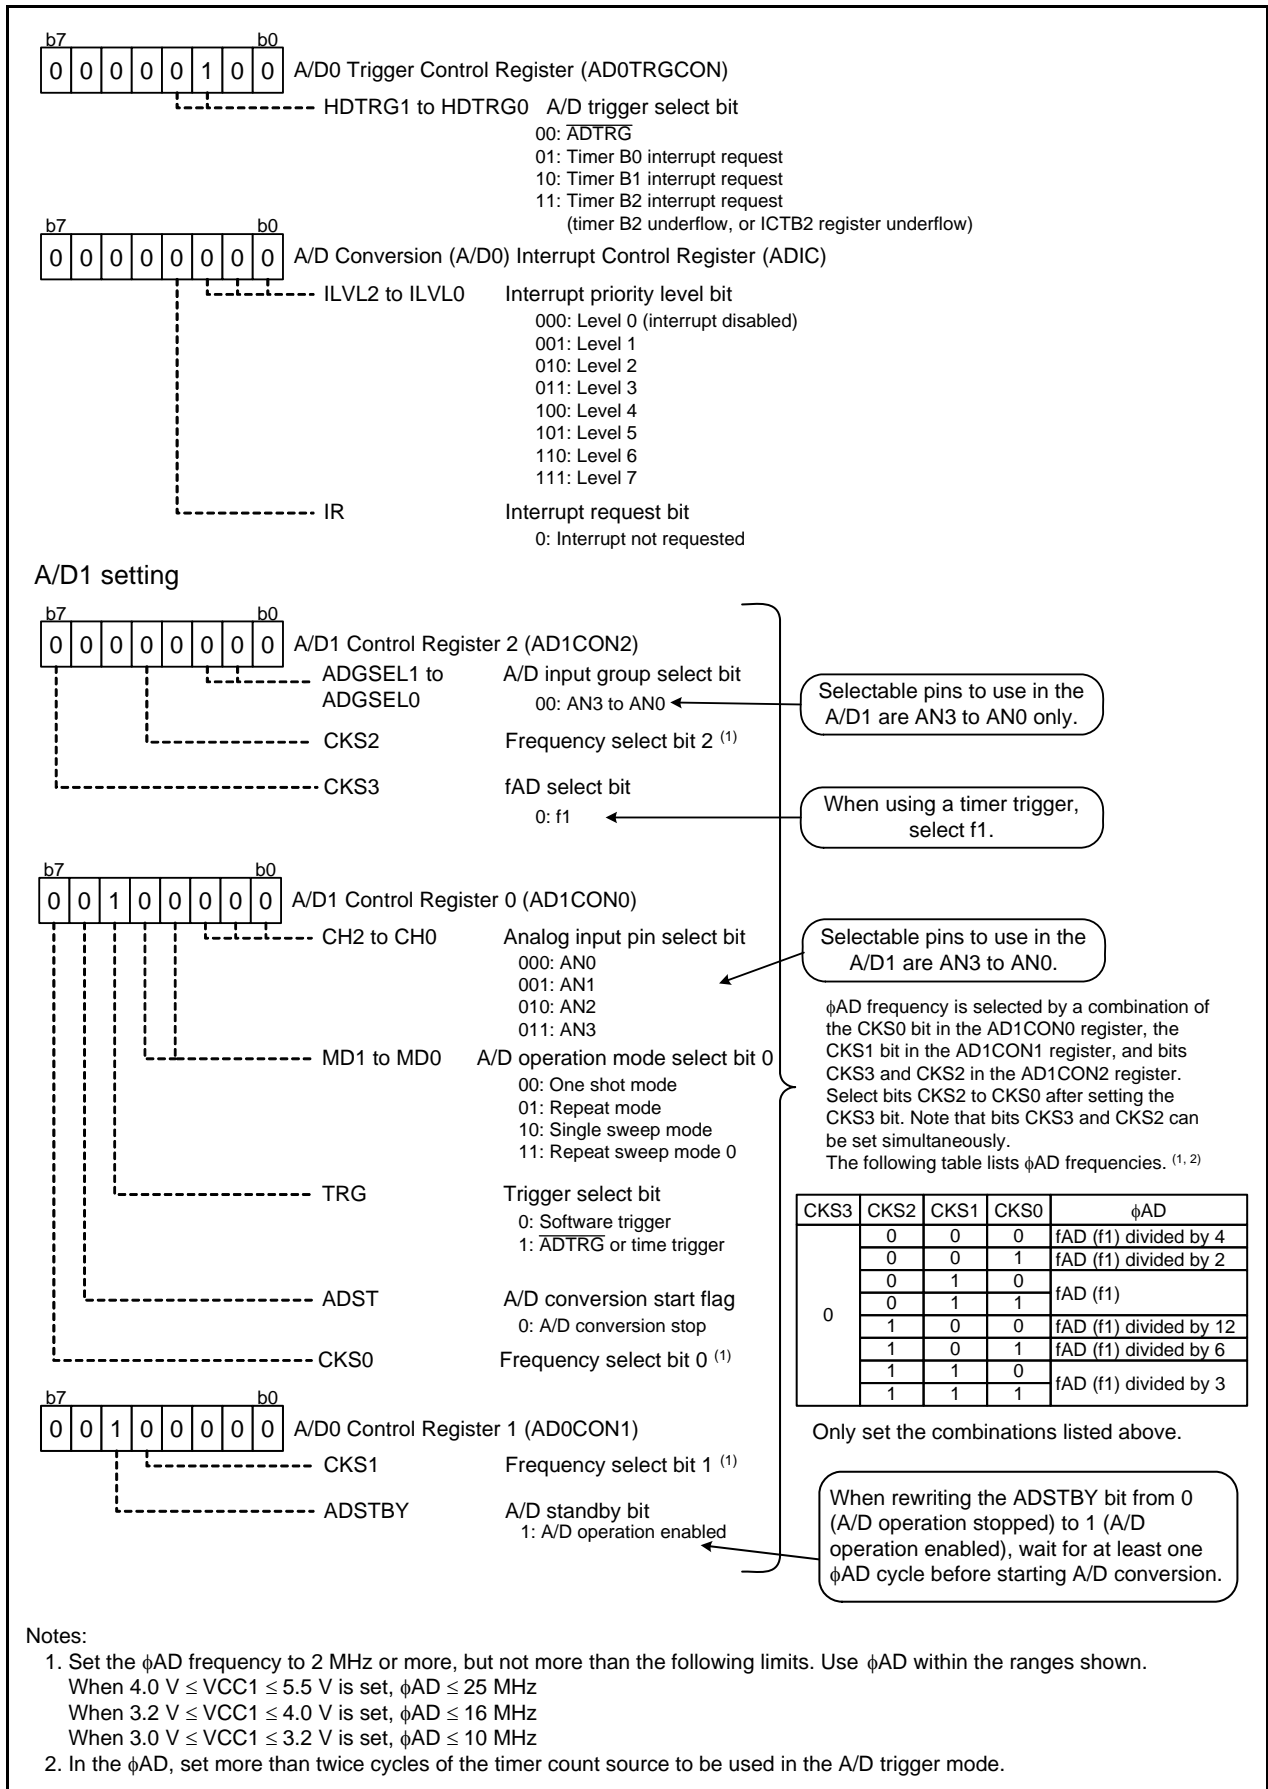 b7 b0
0 0 0 0 0 1 0 0 A/D0 Trigger Control Register (AD0TRGCON)
HDTRG1 to HDTRG0 A/D trigger select bit
00: ADTRG
01: Timer B0 interrupt request
10: Timer B1 interrupt request
11: Timer B2 interrupt request
(timer B2 underflow, or ICTB2 register underflow)
b7 b0
0 0 0 0 0 0 0 0 A/D Conversion (A/D0) Interrupt Control Register (ADIC)
ILVL2 to ILVL0 Interrupt priority level bit
000: Level 0 (interrupt disabled)
001: Level 1
010: Level 2
011: Level 3
100: Level 4
101: Level 5
110: Level 6
111: Level 7
IR Interrupt request bit
0: Interrupt not requested
A/D1 setting
b7 b0
0 0 0 0 0 0 0 0 A/D1 Control Register 2 (AD1CON2)
ADGSEL1 to A/D input group select bit
ADGSEL0 00: AN3 to AN0
Selectable pins to use in the
A/D1 are AN3 to AN0 only.
CKS2 Frequency select bit 2 (1)
CKS3 fAD select bit
0: f1
When using a timer trigger,
select f1.
b7 b0
0 0 1 0 0 0 0 0 A/D1 Control Register 0 (AD1CON0)
CH2 to CH0 Analog input pin select bit
000: AN0
001: AN1
010: AN2
011: AN3
Selectable pins to use in the
A/D1 are AN3 to AN0.
MD1 to MD0 A/D operation mode select bit 0
00: One shot mode
01: Repeat mode
10: Single sweep mode
11: Repeat sweep mode 0
TRG Trigger select bit
0: Software trigger
1: ADTRG or time trigger
ADST A/D conversion start flag
0: A/D conversion stop
CKS0 Frequency select bit 0 (1)
b7 b0
0 0 1 0 0 0 0 0 A/D0 Control Register 1 (AD0CON1)
CKS1 Frequency select bit 1 (1)
ADSTBY A/D standby bit
1: A/D operation enabled
ϕAD frequency is selected by a combination of
the CKS0 bit in the AD1CON0 register, the
CKS1 bit in the AD1CON1 register, and bits
CKS3 and CKS2 in the AD1CON2 register.
Select bits CKS2 to CKS0 after setting the
CKS3 bit. Note that bits CKS3 and CKS2 can
be set simultaneously.
The following table lists ϕAD frequencies. (1, 2)
CKS3 CKS2 CKS1 CKS0 ϕAD
0 0 0 fAD (f1) divided by 4
0 0 1 fAD (f1) divided by 2
0 1 0 fAD (f1)
0 1 1
0
1 0 0 fAD (f1) divided by 12
1 0 1 fAD (f1) divided by 6
1 1 0 fAD (f1) divided by 3
1 1 1
Only set the combinations listed above.
When rewriting the ADSTBY bit from 0
(A/D operation stopped) to 1 (A/D
operation enabled), wait for at least one
ϕAD cycle before starting A/D conversion.
Notes:
1. Set the ϕAD frequency to 2 MHz or more, but not more than the following limits. Use ϕAD within the ranges shown.
When 4.0 V ≤ VCC1 ≤ 5.5 V is set, ϕAD ≤ 25 MHz
When 3.2 V ≤ VCC1 ≤ 4.0 V is set, ϕAD ≤ 16 MHz
When 3.0 V ≤ VCC1 ≤ 3.2 V is set, ϕAD ≤ 10 MHz
2. In the ϕAD, set more than twice cycles of the timer count source to be used in the A/D trigger mode.